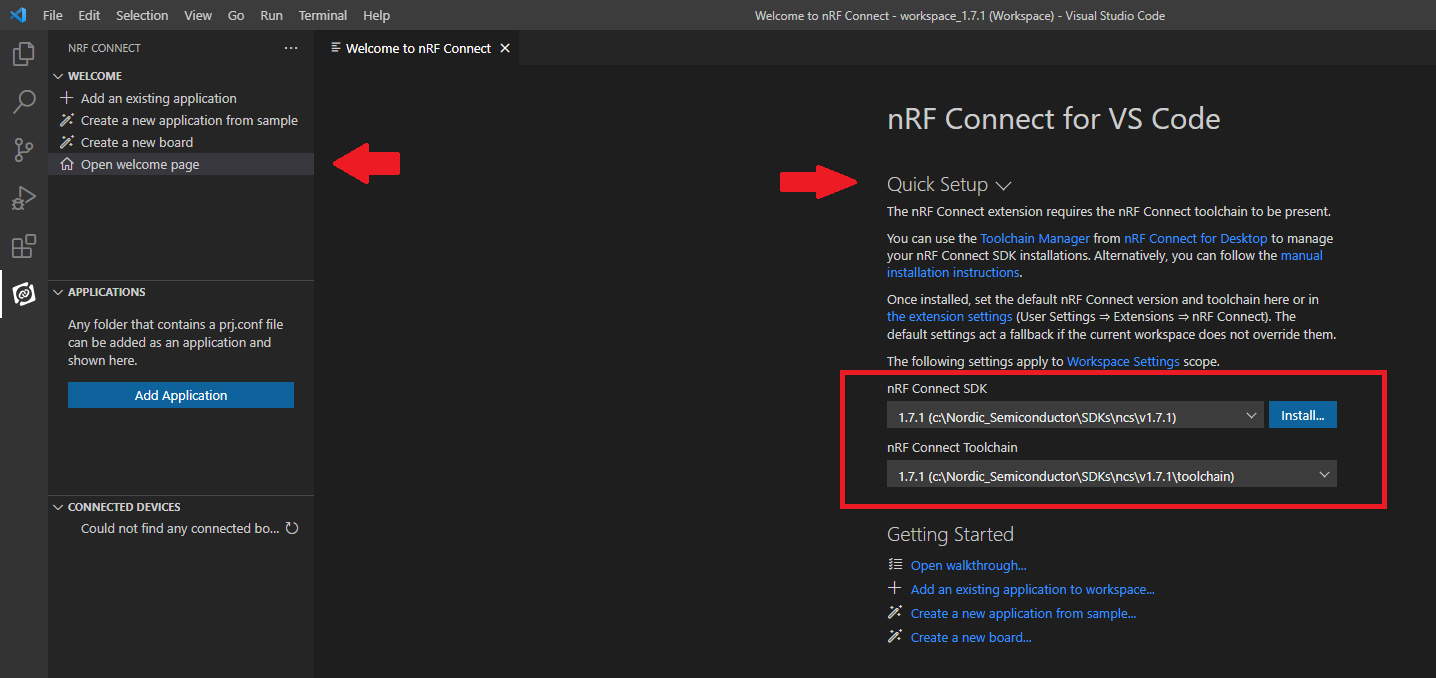 File Edit Selection View Go Run Terminal Help
Welcome to nRF Connect - workspace_1.7.1 (Workspace) - Visual Studio Code
NRF CONNECT
WELCOME
Add an existing application
Create a new application from sample
Create a new board
Open welcome page
APPLICATIONS
Any folder that contains a prj.conf file
can be added as an application and
shown here.
Add Application
CONNECTED DEVICES
Could not find any connected bo...
Welcome to nRF Connect
nRF Connect for VS Code
Quick Setup
The nRF Connect extension requires the nRF Connect toolchain to be present.
You can use the Toolchain Manager from nRF Connect for Desktop to manage
your nRF Connect SDK installations. Alternatively, you can follow the manual
installation instructions.
Once installed, set the default nRF Connect version and toolchain here or in
the extension settings (User Settings ⇒ Extensions ⇒ nRF Connect). The
default settings act a fallback if the current workspace does not override them.
The following settings apply to Workspace Settings scope.
nRF Connect SDK
1.7.1 (c:\Nordic_Semiconductor\SDKs\ncs\v1.7.1)
Install...
nRF Connect Toolchain
1.7.1 (c:\Nordic_Semiconductor\SDKs\ncs\v1.7.1\toolchain)
Getting Started
Open walkthrough...
Add an existing application to workspace...
Create a new application from sample...
Create a new board...